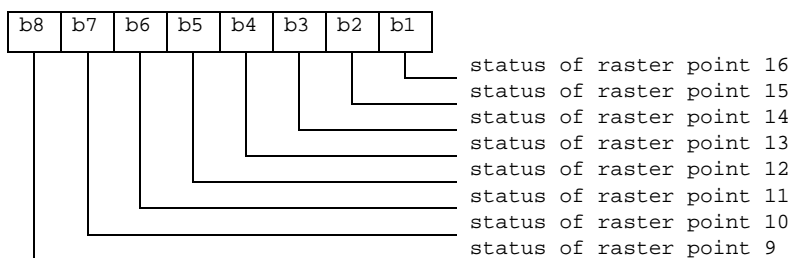 b8 b7 b6 b5 b4 b3 b2 b1
status of raster point 16
status of raster point 15
status of raster point 14
status of raster point 13
status of raster point 12
status of raster point 11
status of raster point 10
status of raster point 9